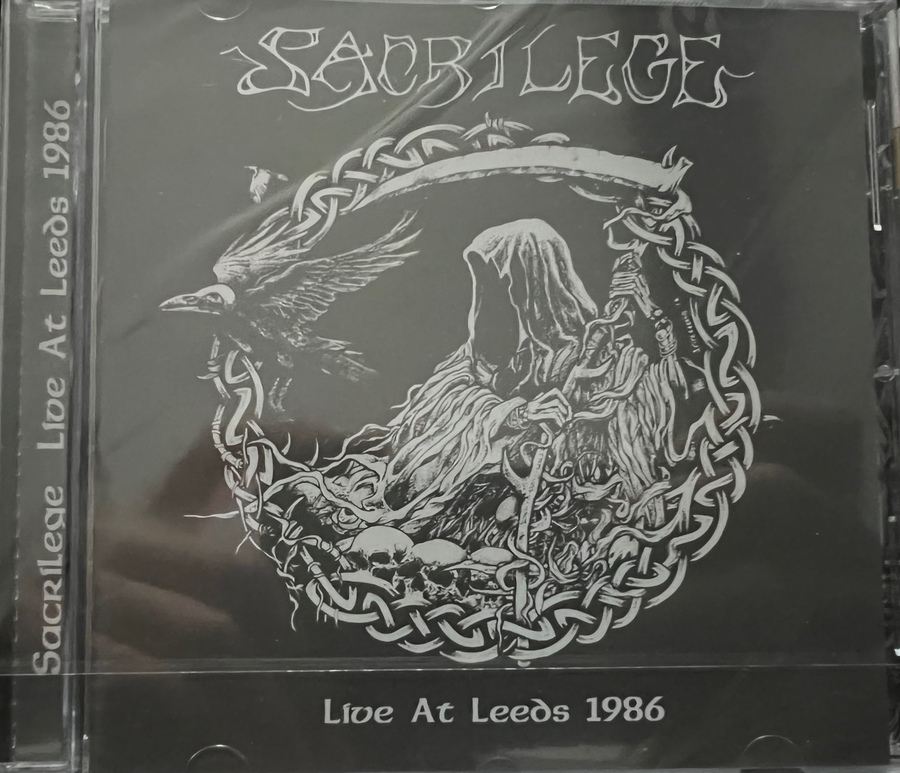 SACRILEGE
Live At Leeds 1986
Sacrilege Live At Leeds 1986